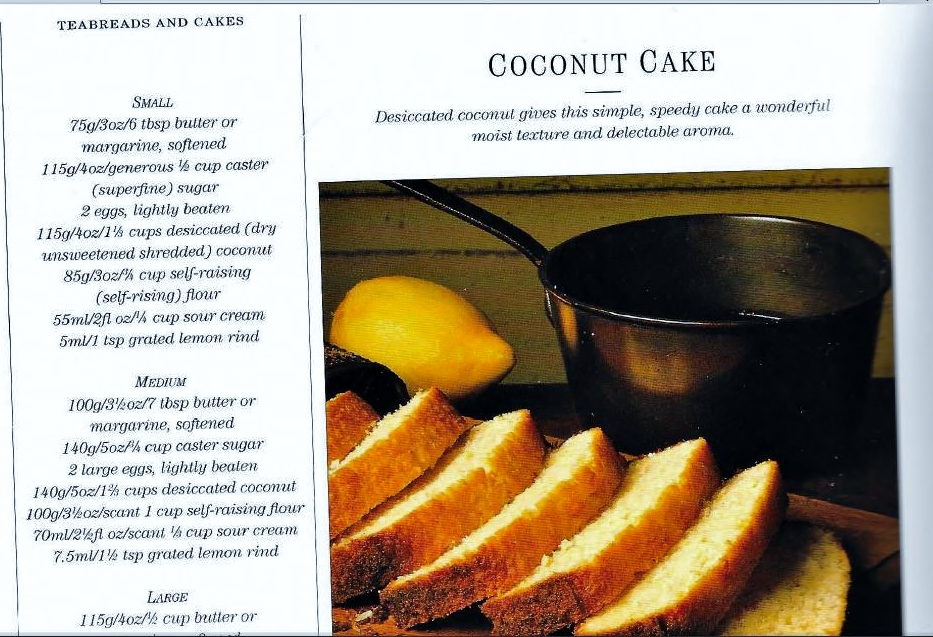 TEABREADS AND CAKES
SMALL
75g/3oz/6 tbsp butter or
margarine, softened
115g/4oz/generous ½ cup caster
(superfine) sugar
2 eggs, lightly beaten
115g/4oz/1⅓ cups desiccated (dry
unsweetened shredded) coconut
85g/3oz/¾ cup self-raising
(self-rising) flour
55ml/2fl oz/¼ cup sour cream
5ml/1 tsp grated lemon rind
MEDIUM
100g/3½oz/7 tbsp butter or
margarine, softened
140g/5oz/¾ cup caster sugar
2 large eggs, lightly beaten
140g/5oz/1⅔ cups desiccated coconut
100g/3½oz/scant 1 cup self-raising flour
70ml/2½fl oz/scant ⅓ cup sour cream
7.5ml/1½ tsp grated lemon rind
LARGE
115g/4oz/½ cup butter or
COCONUT CAKE
Desiccated coconut gives this simple, speedy cake a wonderful
moist texture and delectable aroma.